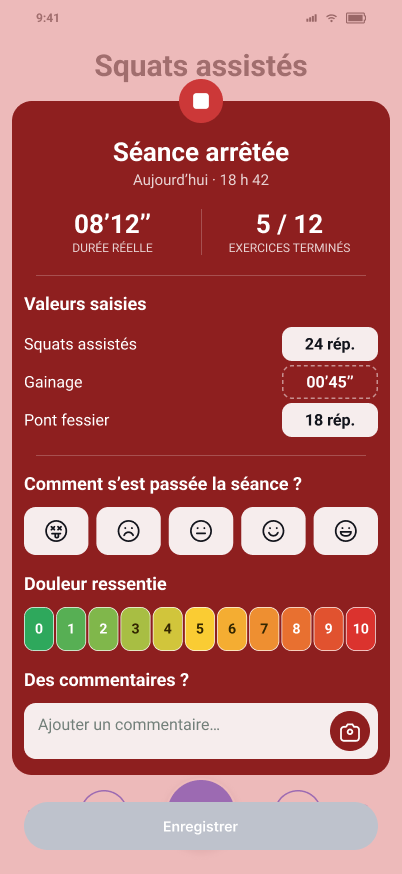 9:41
Squats assistés
Séance arrêtée
Aujourd’hui · 18 h 42
08’12’’
5 / 12
DURÉE RÉELLE
EXERCICES TERMINÉS
Valeurs saisies
Squats assistés
24 rép.
Gainage
00’45’’
Pont fessier
18 rép.
Comment s’est passée la séance ?
Douleur ressentie
0 1 2 3 4 5 6 7 8 9 10
Des commentaires ?
Ajouter un commentaire…
Enregistrer